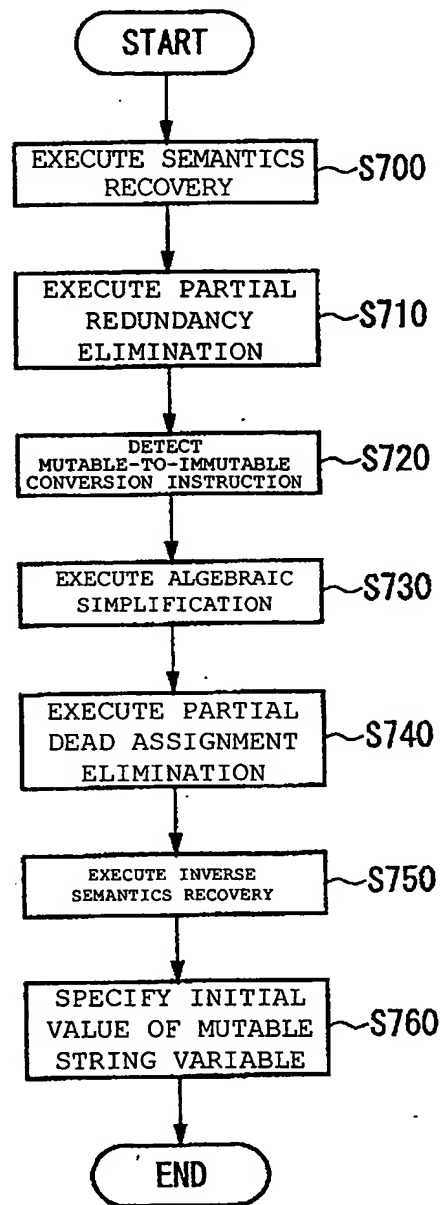 START
EXECUTE SEMANTICS
RECOVERY
S700
EXECUTE PARTIAL
REDUNDANCY
ELIMINATION
S710
DETECT
MUTABLE-TO-IMMUTABLE
CONVERSION INSTRUCTION
S720
EXECUTE ALGEBRAIC
SIMPLIFICATION
S730
EXECUTE PARTIAL
DEAD ASSIGNMENT
ELIMINATION
S740
EXECUTE INVERSE
SEMANTICS RECOVERY
S750
SPECIFY INITIAL
VALUE OF MUTABLE
STRING VARIABLE
S760
END